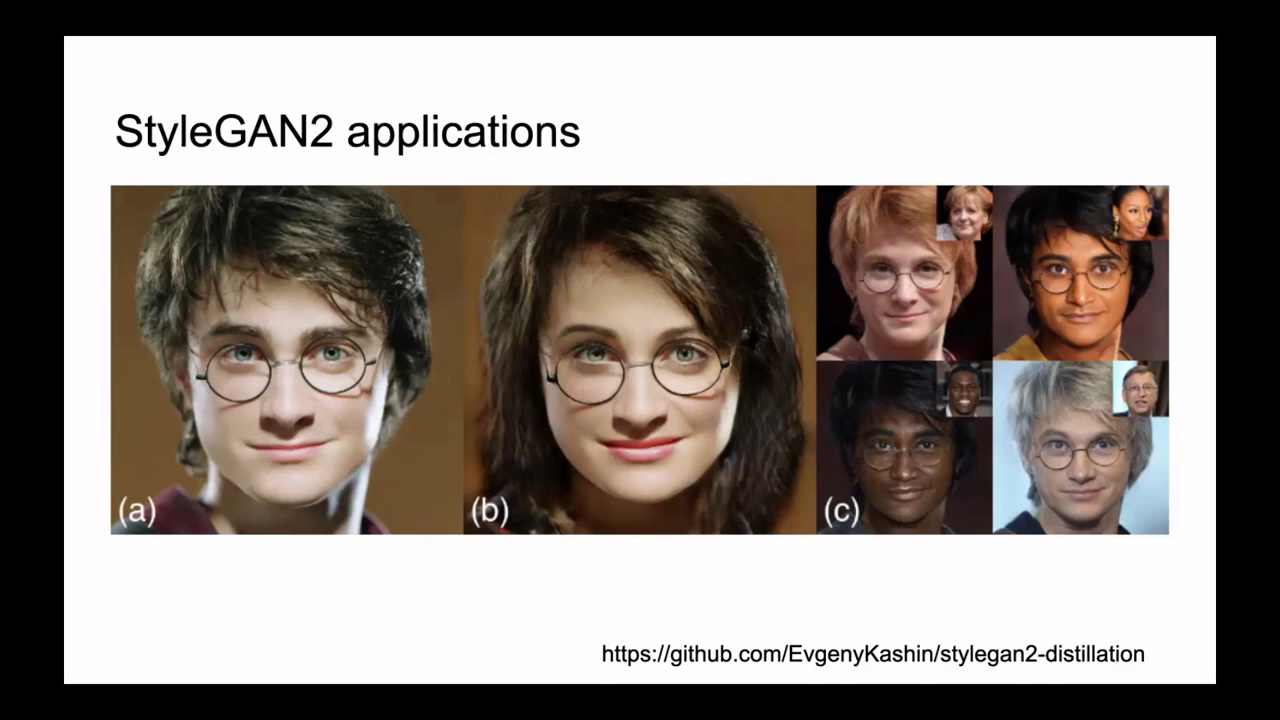 StyleGAN2 applications
(a)
(b)
(c)
https://github.com/EvgenyKashin/stylegan2-distillation